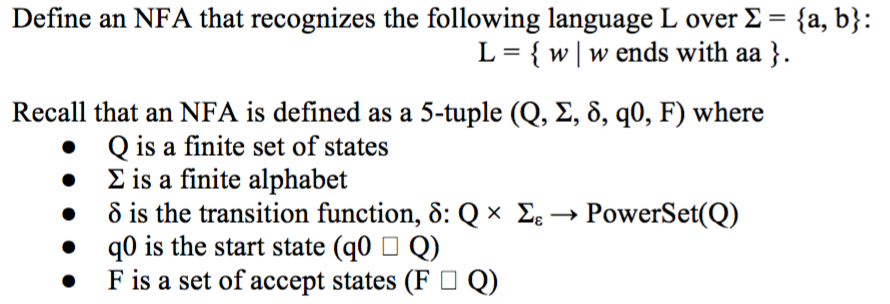 Define an NFA that recognizes the following language L over Σ = {a, b}:
L = { w | w ends with aa }.
Recall that an NFA is defined as a 5-tuple (Q, Σ, δ, q0, F) where
● Q is a finite set of states
● Σ is a finite alphabet
● δ is the transition function, δ: Q × Σε → PowerSet(Q)
● q0 is the start state (q0 □ Q)
● F is a set of accept states (F □ Q)